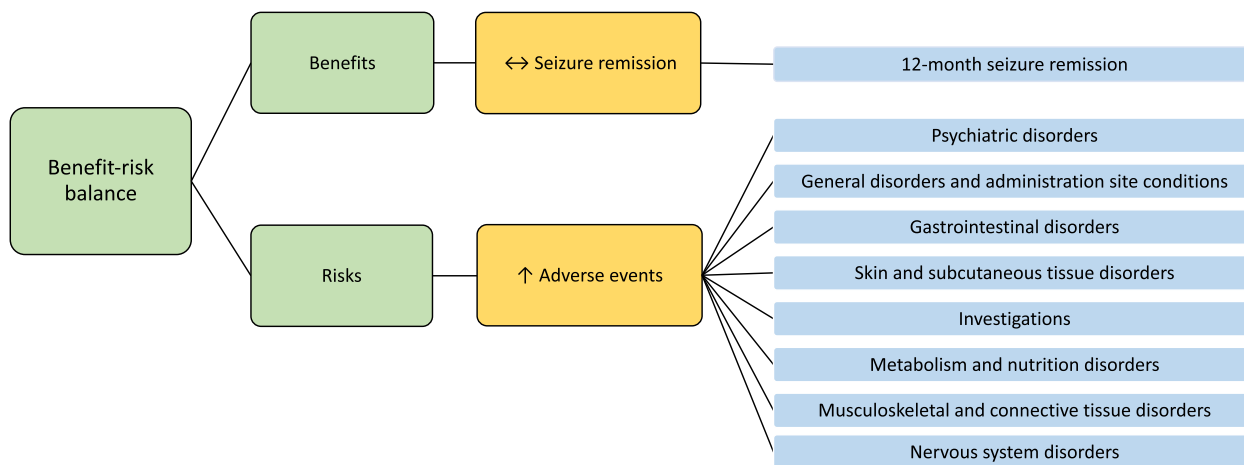 Benefit-risk
balance
Benefits
↔ Seizure remission
12-month seizure remission
Risks
↑ Adverse events
Psychiatric disorders
General disorders and administration site conditions
Gastrointestinal disorders
Skin and subcutaneous tissue disorders
Investigations
Metabolism and nutrition disorders
Musculoskeletal and connective tissue disorders
Nervous system disorders